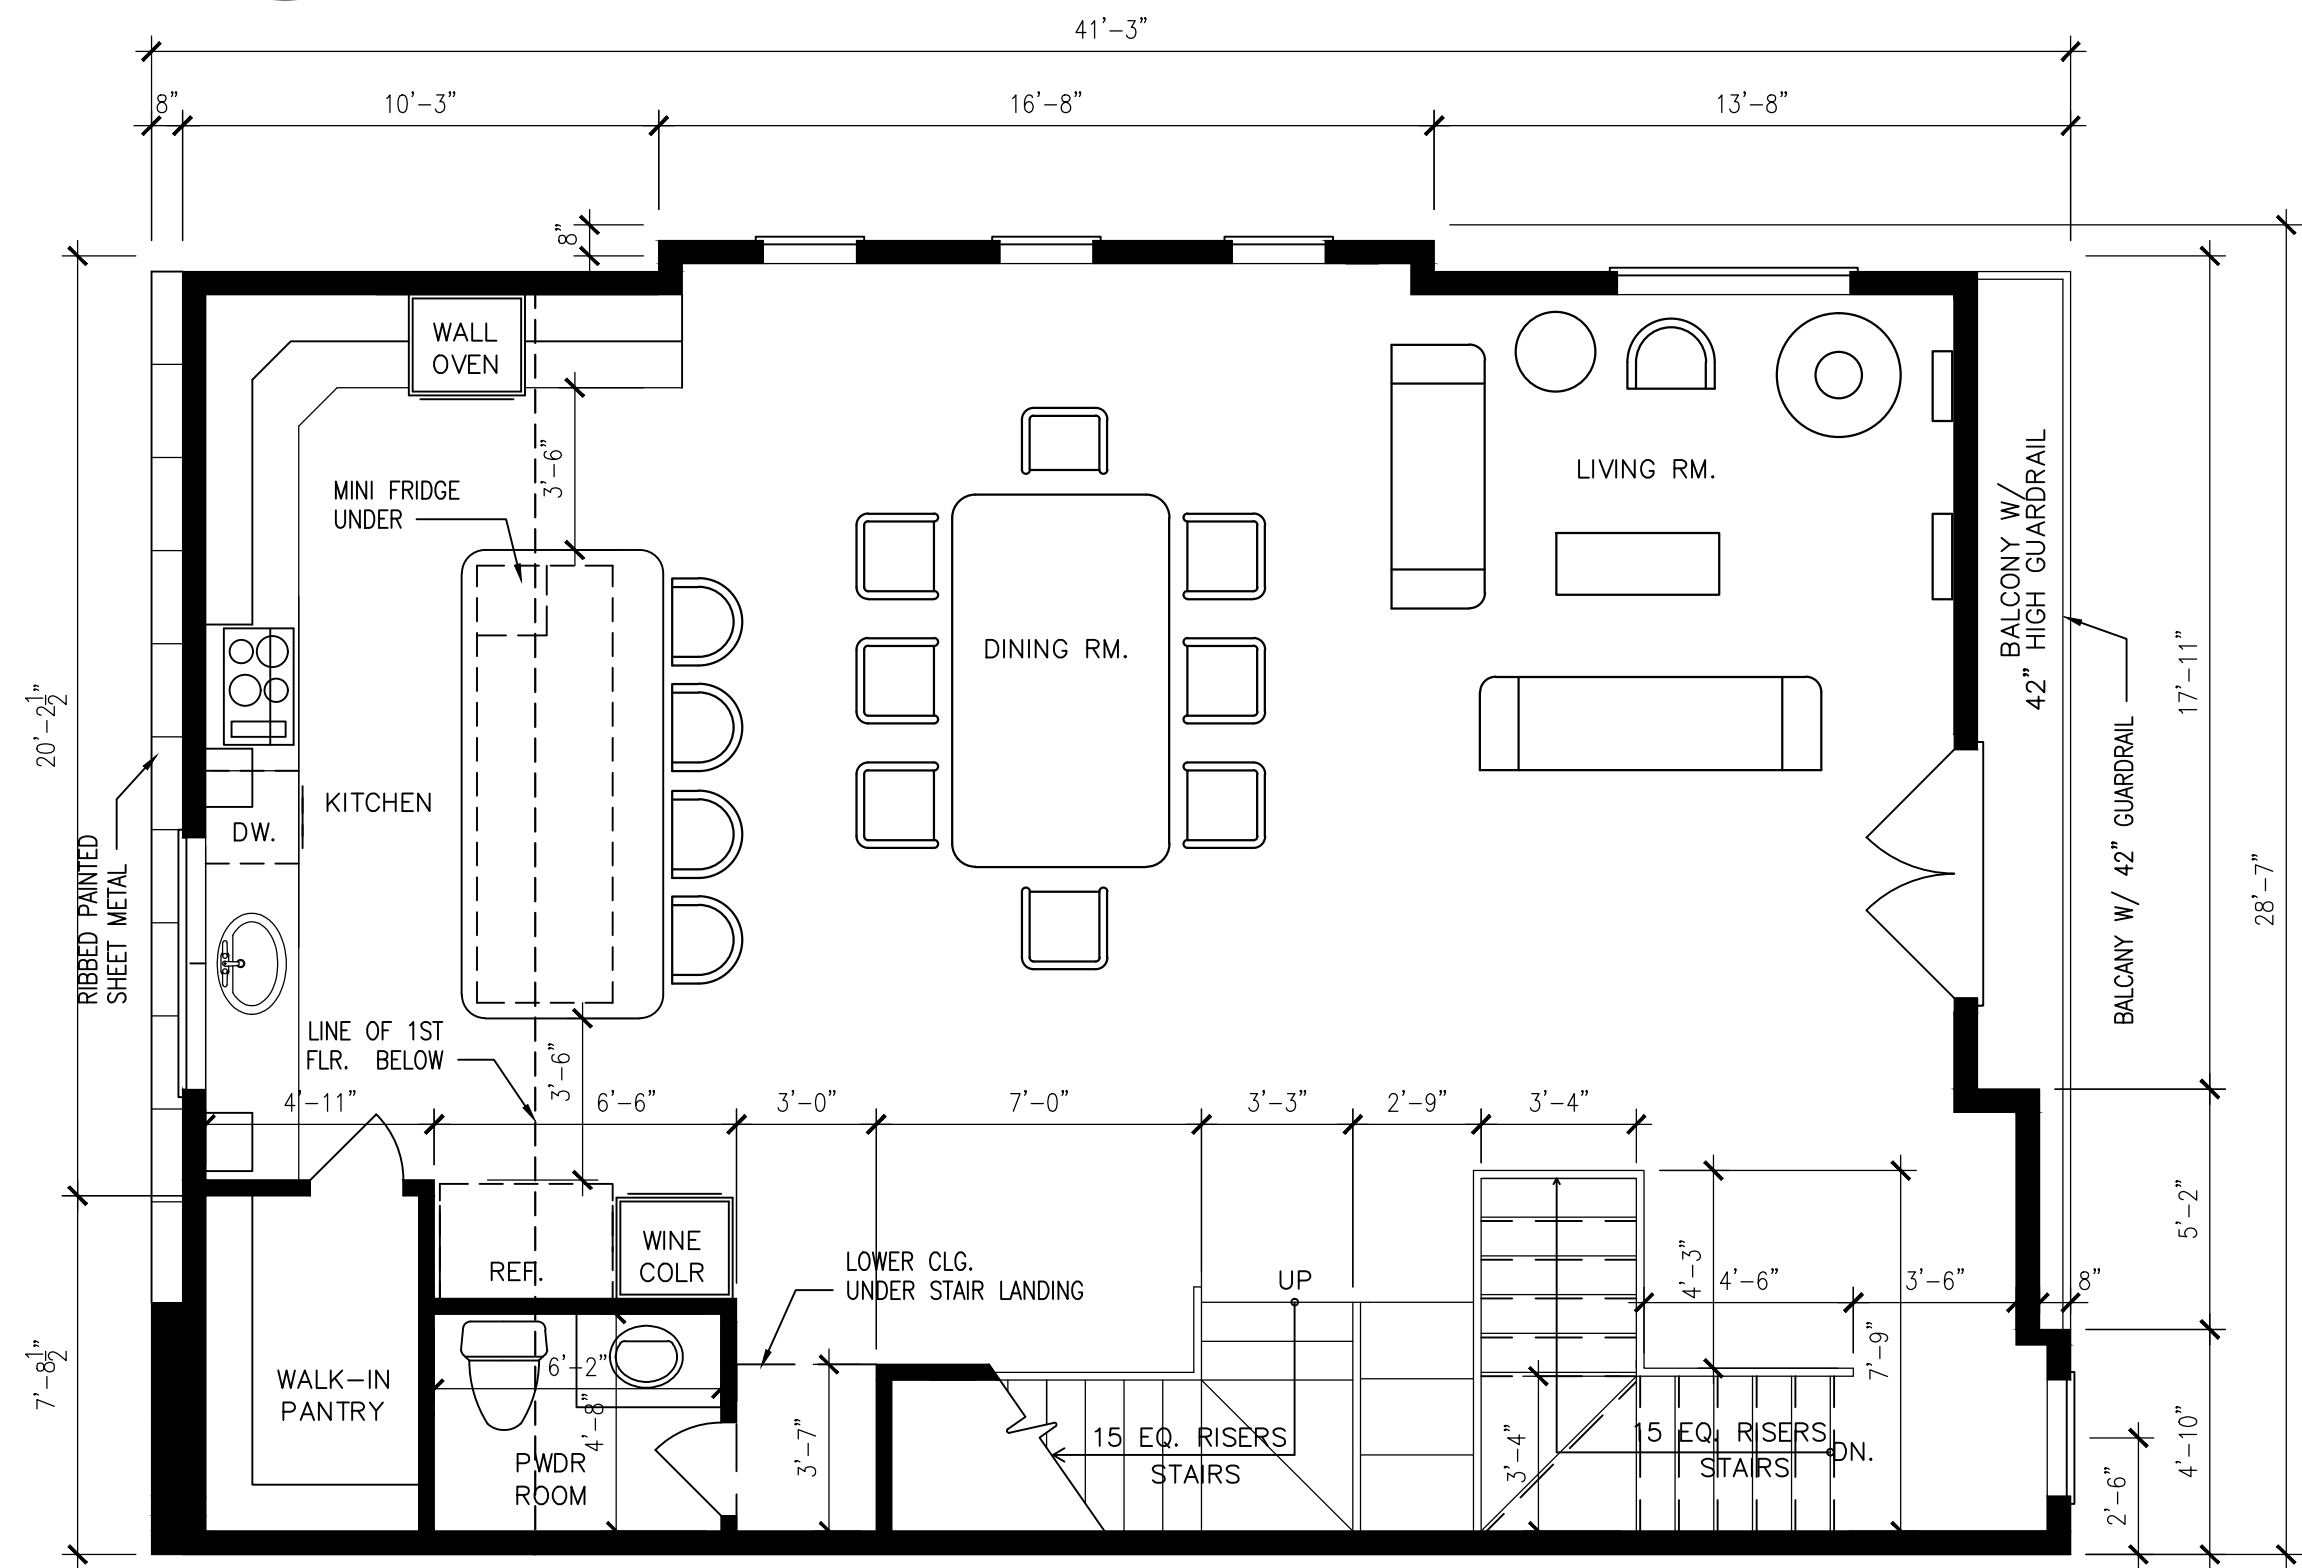 41'-3"
8"
10'-3"
16'-8"
13'-8"
8"
WALL
OVEN
3'-6"
MINI FRIDGE
UNDER
LIVING RM.
BALCONY W/
42" HIGH GUARDRAIL
DINING RM.
17'-11"
20'-2 1/2"
KITCHEN
DW.
RIBBED PAINTED
SHEET METAL
BALCANY W/ 42" GUARDRAIL
28'-7"
LINE OF 1ST
FLR. BELOW
3'-6"
4'-11"
6'-6"
3'-0"
7'-0"
3'-3"
2'-9"
3'-4"
5'-2"
REF.
WINE
COLR
LOWER CLG.
UNDER STAIR LANDING
UP
4'-3"
4'-6"
3'-6"
8"
7'-9"
7'-8 1/2"
WALK-IN
PANTRY
6'-2"
4'-8"
PWDR
ROOM
3'-7"
15 EQ. RISERS
STAIRS
3'-4"
15 EQ. RISERS
STAIRS
DN.
4'-10"
2'-6"